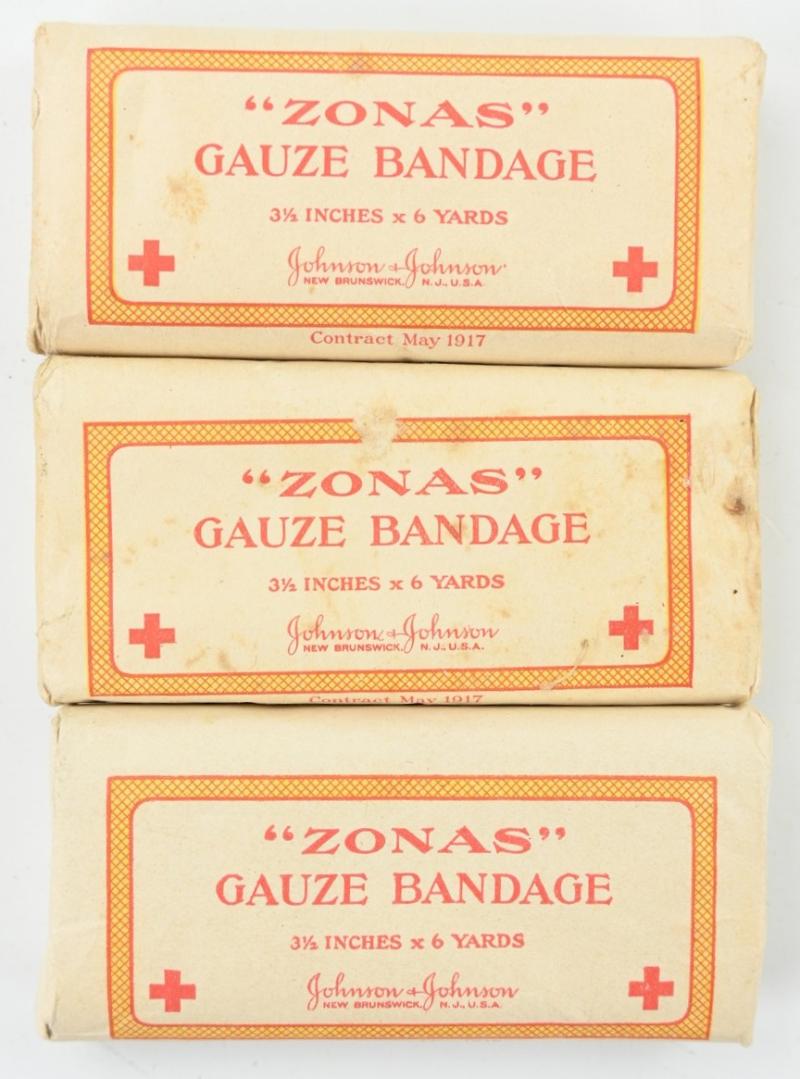 “ZONAS”
GAUZE BANDAGE
3½ INCHES x 6 YARDS
Johnson & Johnson
NEW BRUNSWICK, N. J., U. S. A.
Contract May 1917
“ZONAS”
GAUZE BANDAGE
3½ INCHES x 6 YARDS
Johnson & Johnson
NEW BRUNSWICK, N. J., U. S. A.
Contract May 1917
“ZONAS”
GAUZE BANDAGE
3½ INCHES x 6 YARDS
Johnson & Johnson
NEW BRUNSWICK, N. J., U. S. A.